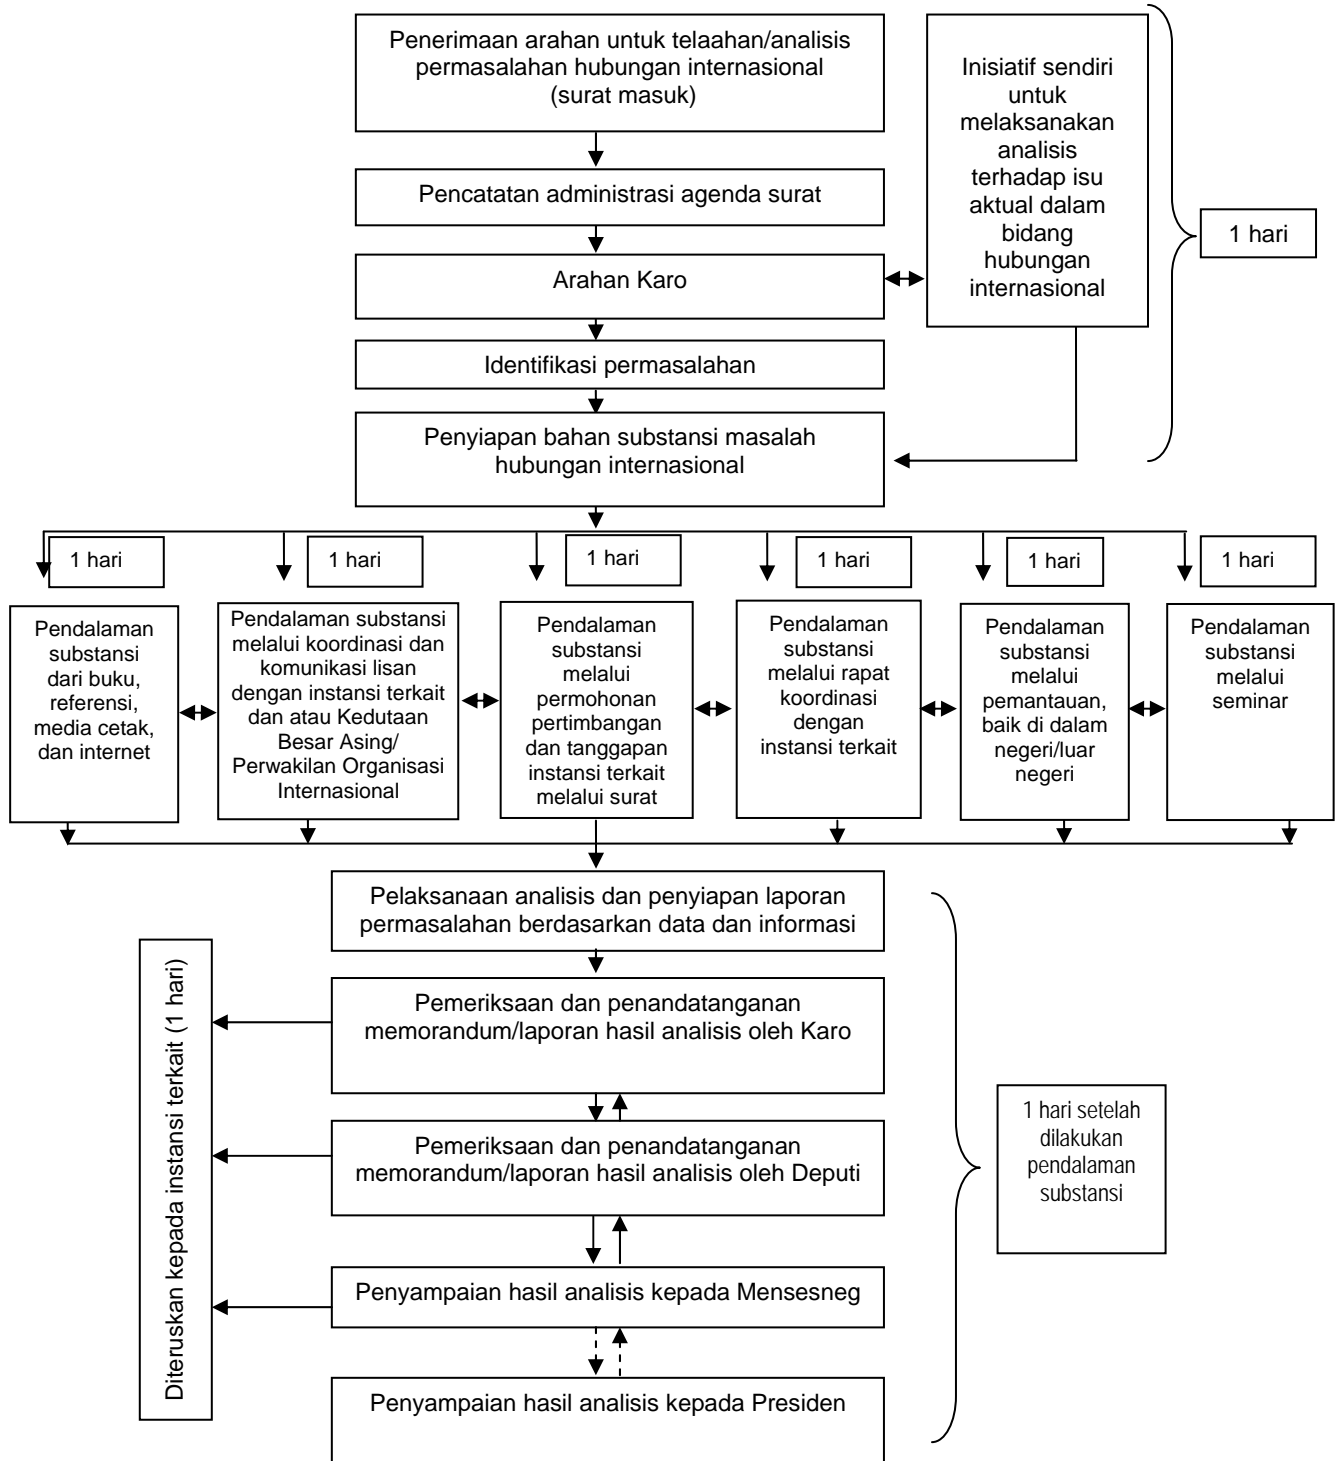 Penerimaan arahan untuk telaahan/analisis
permasalahan hubungan internasional
(surat masuk)
Inisiatif sendiri
untuk
melaksanakan
analisis
terhadap isu
aktual dalam
bidang
hubungan
internasional
1 hari
Pencatatan administrasi agenda surat
Arahan Karo
Identifikasi permasalahan
Penyiapan bahan substansi masalah
hubungan internasional
1 hari
1 hari
1 hari
1 hari
1 hari
1 hari
Pendalaman
substansi
dari buku,
referensi,
media cetak,
dan internet
Pendalaman substansi
melalui koordinasi dan
komunikasi lisan
dengan instansi terkait
dan atau Kedutaan
Besar Asing/
Perwakilan Organisasi
Internasional
Pendalaman
substansi
melalui
permohonan
pertimbangan
dan tanggapan
instansi terkait
melalui surat
Pendalaman
substansi
melalui rapat
koordinasi
dengan
instansi terkait
Pendalaman
substansi
melalui
pemantauan,
baik di dalam
negeri/luar
negeri
Pendalaman
substansi
melalui
seminar
Pelaksanaan analisis dan penyiapan laporan
permasalahan berdasarkan data dan informasi
Pemeriksaan dan penandatanganan
memorandum/laporan hasil analisis oleh Karo
Pemeriksaan dan penandatanganan
memorandum/laporan hasil analisis oleh Deputi
Penyampaian hasil analisis kepada Mensesneg
Penyampaian hasil analisis kepada Presiden
Diteruskan kepada instansi terkait (1 hari)
1 hari setelah
dilakukan
pendalaman
substansi